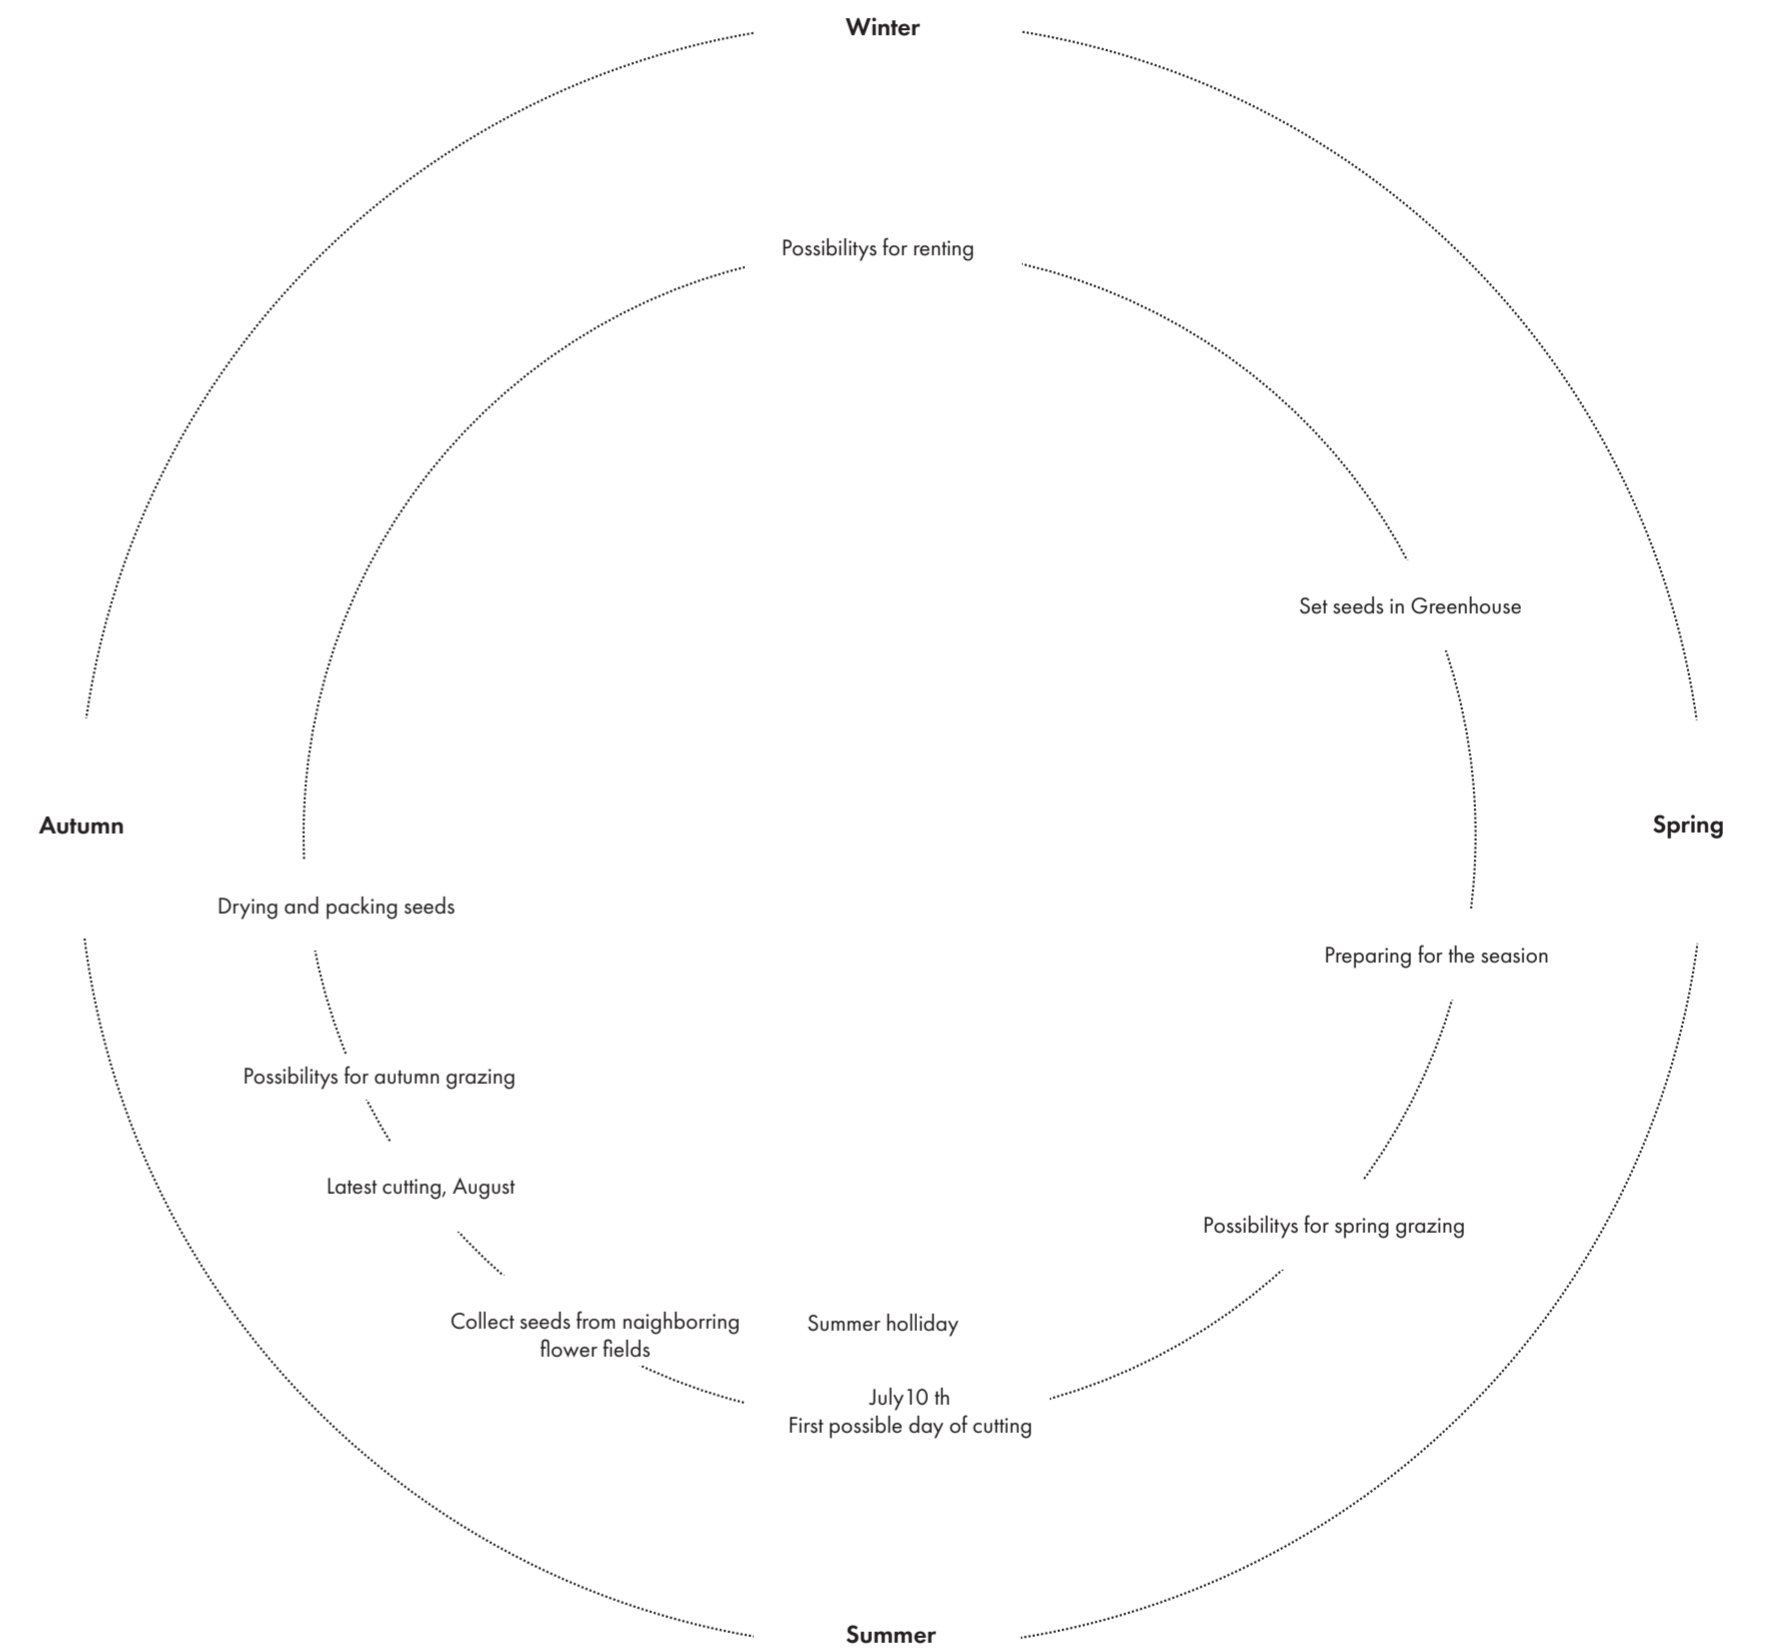 Winter
Possibilitys for renting
Set seeds in Greenhouse
Autumn
Spring
Drying and packing seeds
Preparing for the seasion
Possibilitys for autumn grazing
Latest cutting, August
Possibilitys for spring grazing
Collect seeds from naighborring
flower fields
Summer holliday
July10 th
First possible day of cutting
Summer